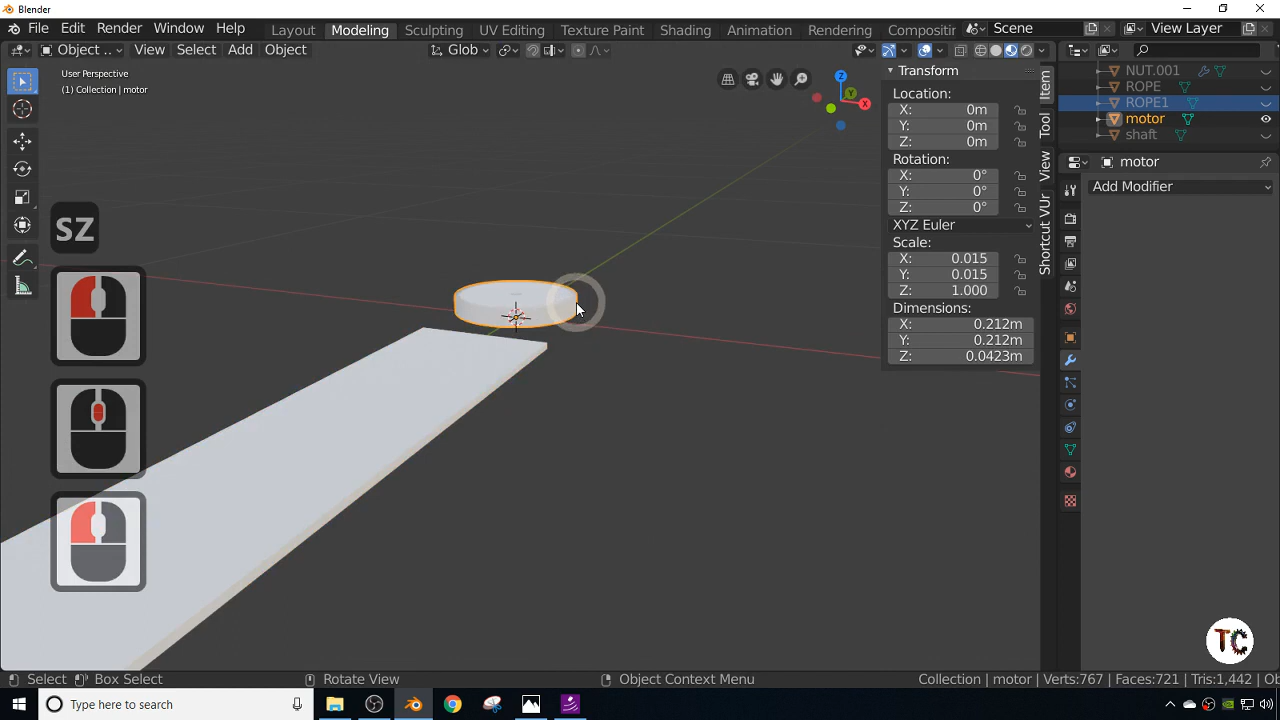 Blender
File Edit Render Window Help Layout Modeling Sculpting UV Editing Texture Paint Shading Animation Rendering Compositir Scene View Layer
Object .. View Select Add Object Glob
User Perspective
(1) Collection | motor
Transform
Location:
X: 0m
Y: 0m
Z: 0m
Rotation:
X: 0°
Y: 0°
Z: 0°
XYZ Euler
Scale:
X: 0.015
Y: 0.015
Z: 1.000
Dimensions:
X: 0.212m
Y: 0.212m
Z: 0.0423m
Item
Tool
View
Shortcut VUr
X
Y
Z
NUT.001
ROPE
ROPE1
motor
shaft
motor
Add Modifier
SZ
TC
Select Box Select Rotate View Object Context Menu Collection | motor | Verts:767 | Faces:721 | Tris:1,442
Type here to search